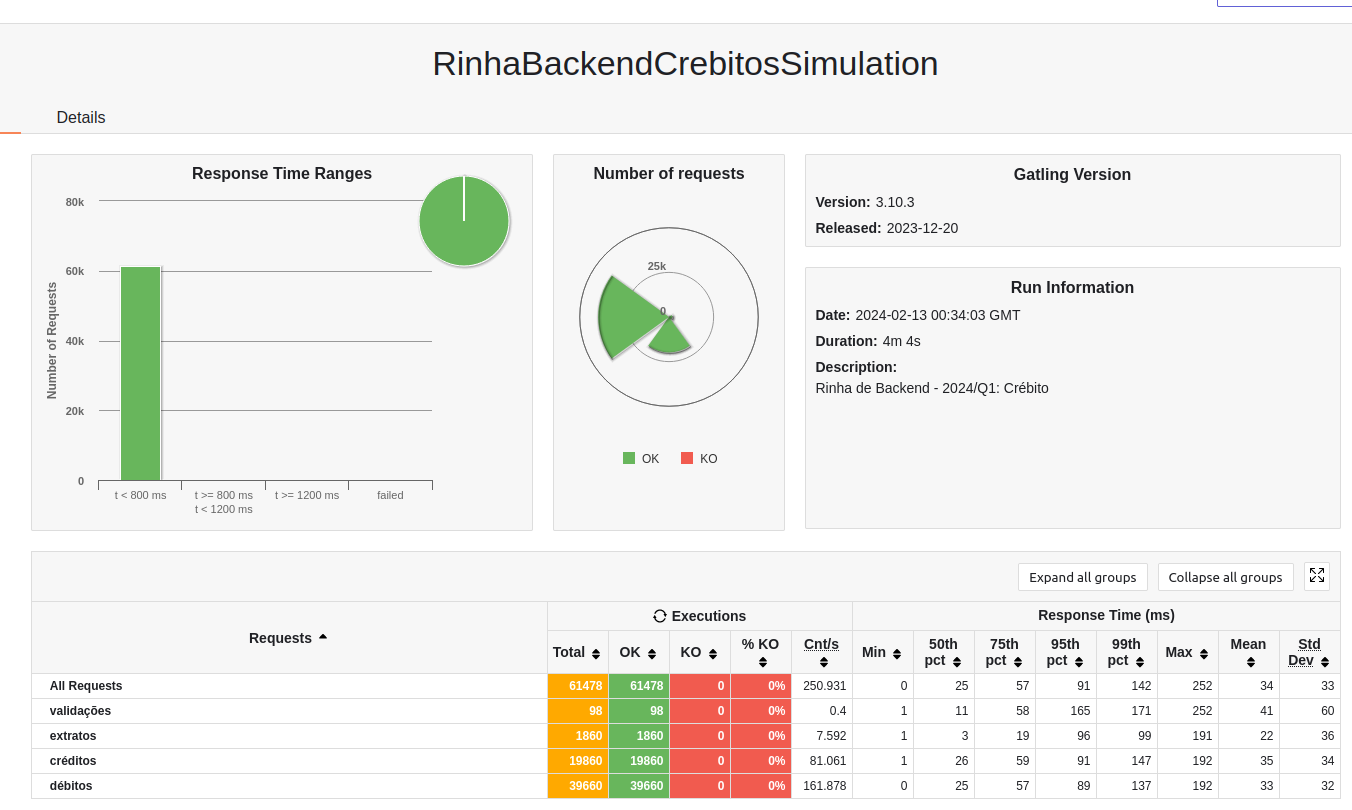 RinhaBackendCrebitosSimulation
Details
Response Time Ranges
80k
60k
40k
20k
0
Number of Requests
t < 800 ms
t >= 800 ms
t < 1200 ms
t >= 1200 ms
failed
Number of requests
25k
0
OK KO
Gatling Version
Version: 3.10.3
Released: 2023-12-20
Run Information
Date: 2024-02-13 00:34:03 GMT
Duration: 4m 4s
Description:
Rinha de Backend - 2024/Q1: Crébito
Expand all groups Collapse all groups
Requests Executions Response Time (ms)
Total OK KO % KO Cnt/s Min 50th pct 75th pct 95th pct 99th pct Max Mean Std Dev
All Requests 61478 61478 0 0% 250.931 0 25 57 91 142 252 34 33
validações 98 98 0 0% 0.4 1 11 58 165 171 252 41 60
extratos 1860 1860 0 0% 7.592 1 3 19 96 99 191 22 36
créditos 19860 19860 0 0% 81.061 1 26 59 91 147 192 35 34
débitos 39660 39660 0 0% 161.878 0 25 57 89 137 192 33 32